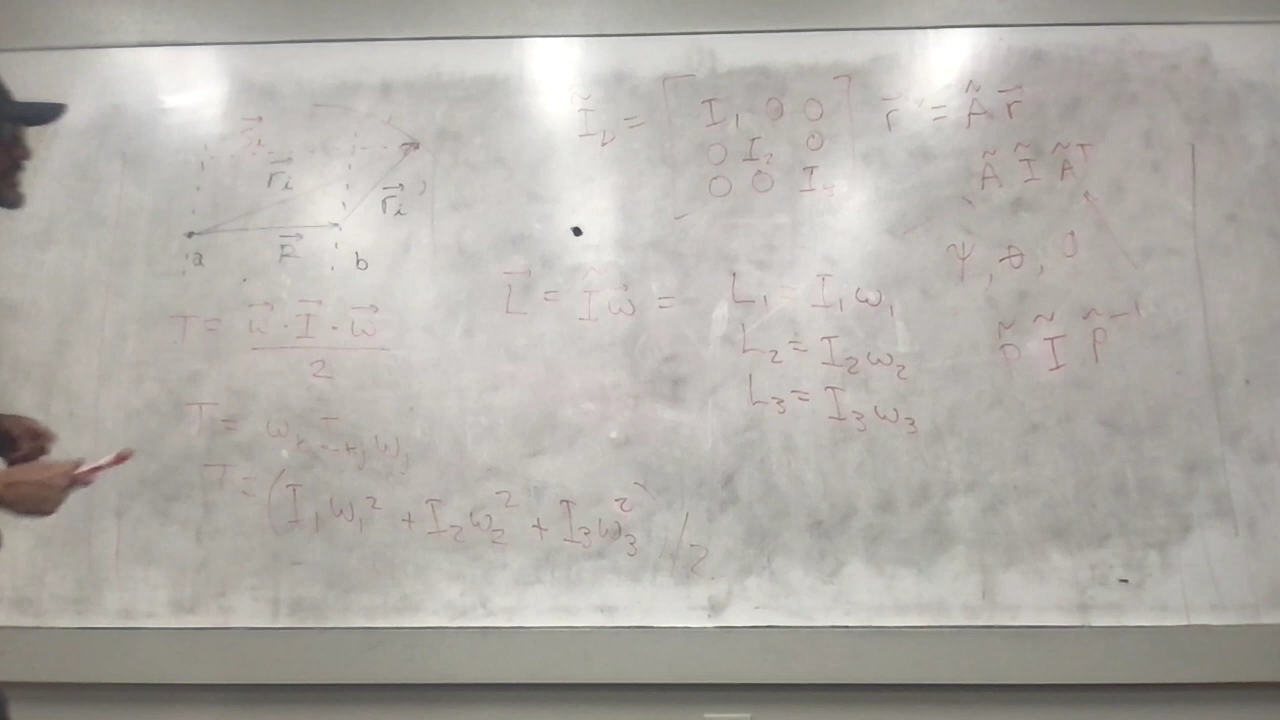 r⃗ᵢ
r⃗ᵢ'
a R⃗ b
T = ω⃗ · I⃗ · ω⃗ / 2
T =
T = (I₁ω₁² + I₂ω₂² + I₃ω₃²)/2
Ĩ_D = [ I₁ 0 0
0 I₂ 0
0 0 I₃ ]
L⃗ = Ĩω⃗ =
L₁ = I₁ω₁
L₂ = I₂ω₂
L₃ = I₃ω₃
r⃗' = Ã r⃗
Ã Ĩ Ãᵀ
ψ, θ,
Ĩ P̃⁻¹